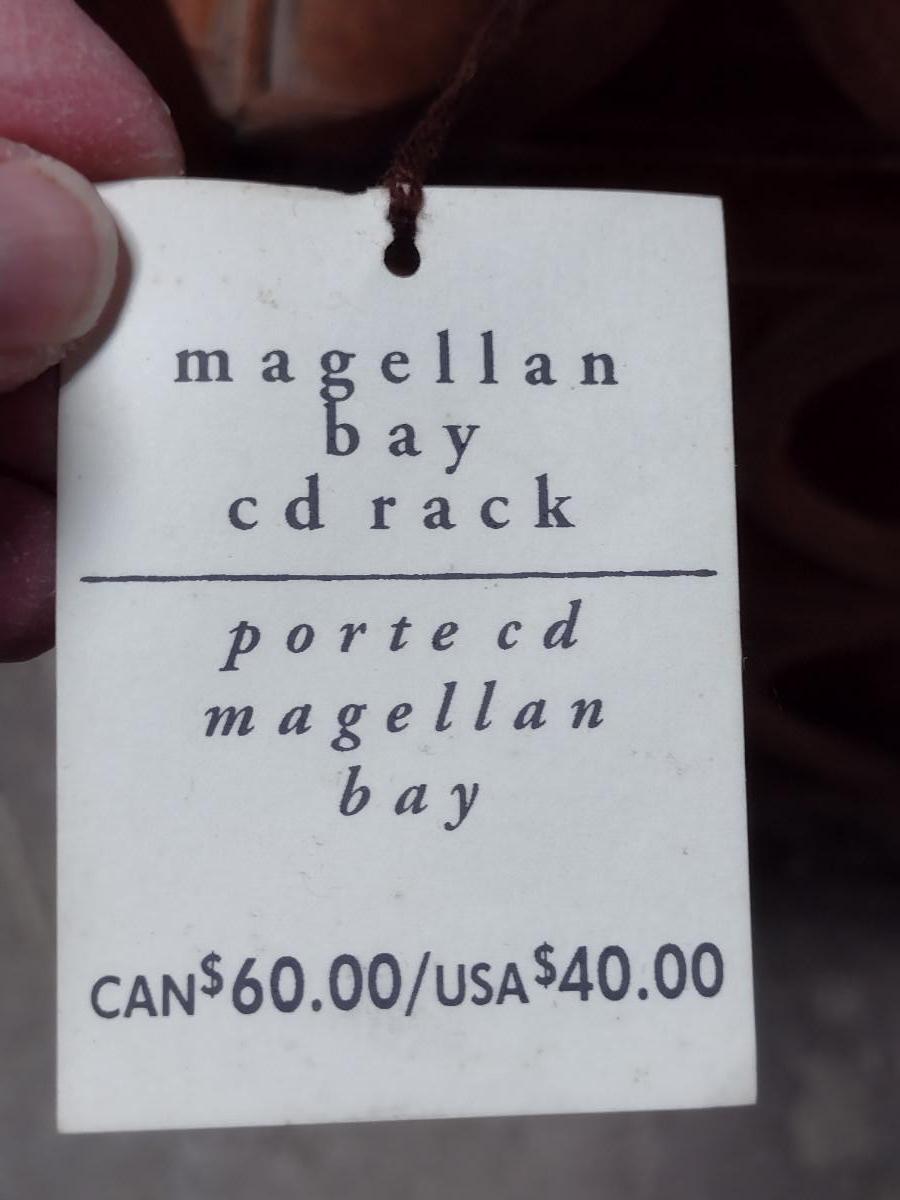 magellan
bay
cd rack
porte cd
magellan
bay
CAN$60.00/USA$40.00